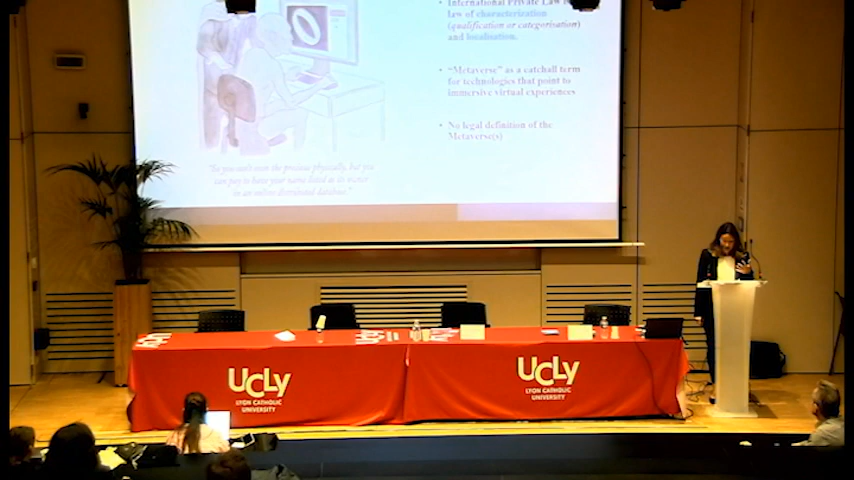 International Private Law is
law of characterization
(qualification or categorisation)
and localisation.
• "Metaverse" as a catchall term
for technologies that point to
immersive virtual experiences
• No legal definition of the
Metaverse(s)
"So you can't own the precious physically, but you
can pay to have your name listed as its owner
in an online distributed database."
UCLy
LYON CATHOLIC
UNIVERSITY
UCLy
LYON CATHOLIC
UNIVERSITY